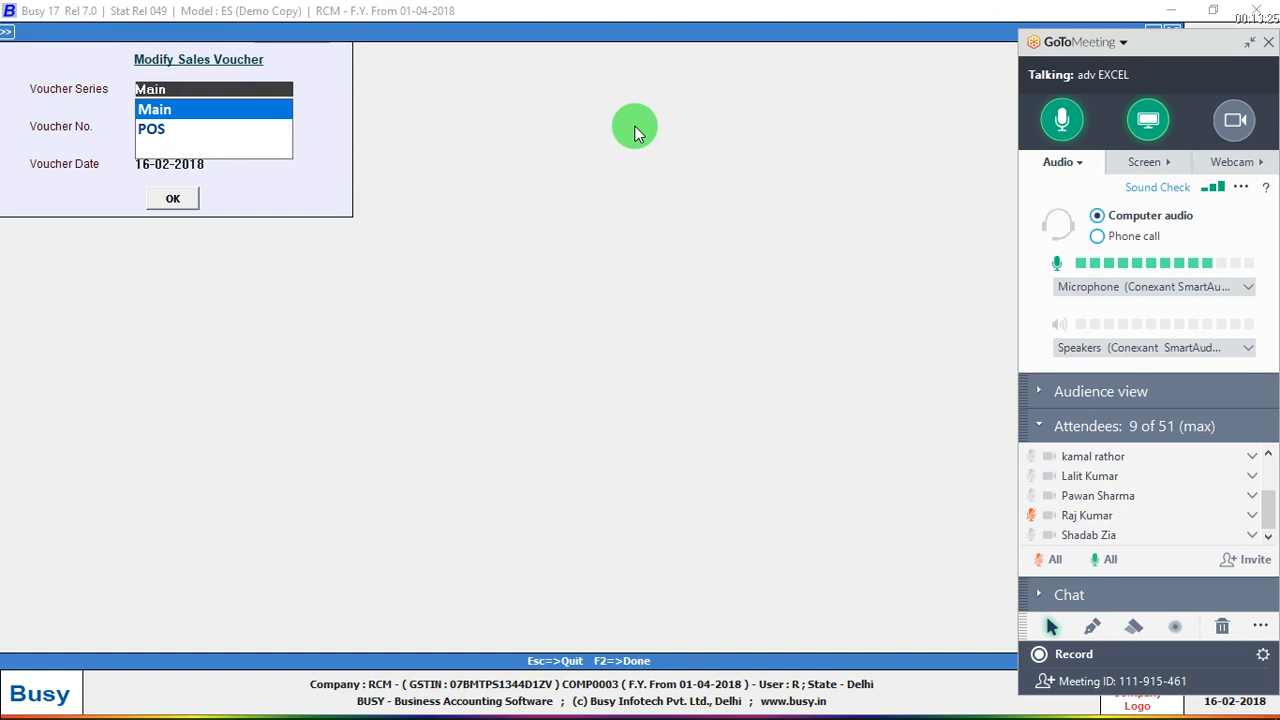 Busy 17 Rel 7.0 | Stat Rel 049 | Model : ES (Demo Copy) | RCM - F.Y. From 01-04-2018
00:13:25
>>
Modify Sales Voucher
Voucher Series Main
Main
POS
Voucher No.
Voucher Date 16-02-2018
OK
GoToMeeting
Talking: adv EXCEL
Audio Screen Webcam
Sound Check ?
Computer audio
Phone call
Microphone (Conexant SmartAu...
Speakers (Conexant SmartAud...
Audience view
Attendees: 9 of 51 (max)
kamal rathor
Lalit Kumar
Pawan Sharma
Raj Kumar
Shadab Zia
All All Invite
Chat
Record
Meeting ID: 111-915-461
Esc=>Quit F2=>Done
Busy
Company : RCM - ( GSTIN : 07BMTPS1344D1ZV ) COMP0003 ( F.Y. From 01-04-2018 ) - User : R ; State - Delhi
BUSY - Business Accounting Software ; (c) Busy Infotech Pvt. Ltd., Delhi ; www.busy.in
Company
Logo
16-02-2018